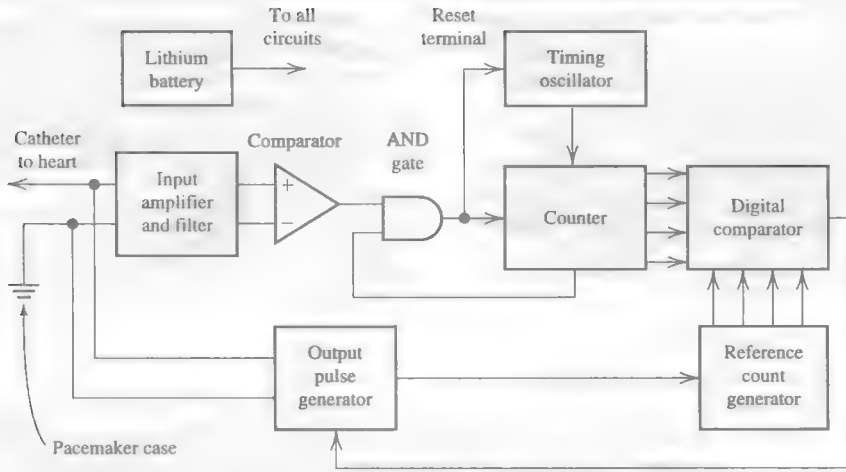 To all
circuits
Reset
terminal
Lithium
battery
Timing
oscillator
Catheter
to heart
Comparator
AND
gate
Input
amplifier
and filter
+
−
Counter
Digital
comparator
Output
pulse
generator
Reference
count
generator
Pacemaker case